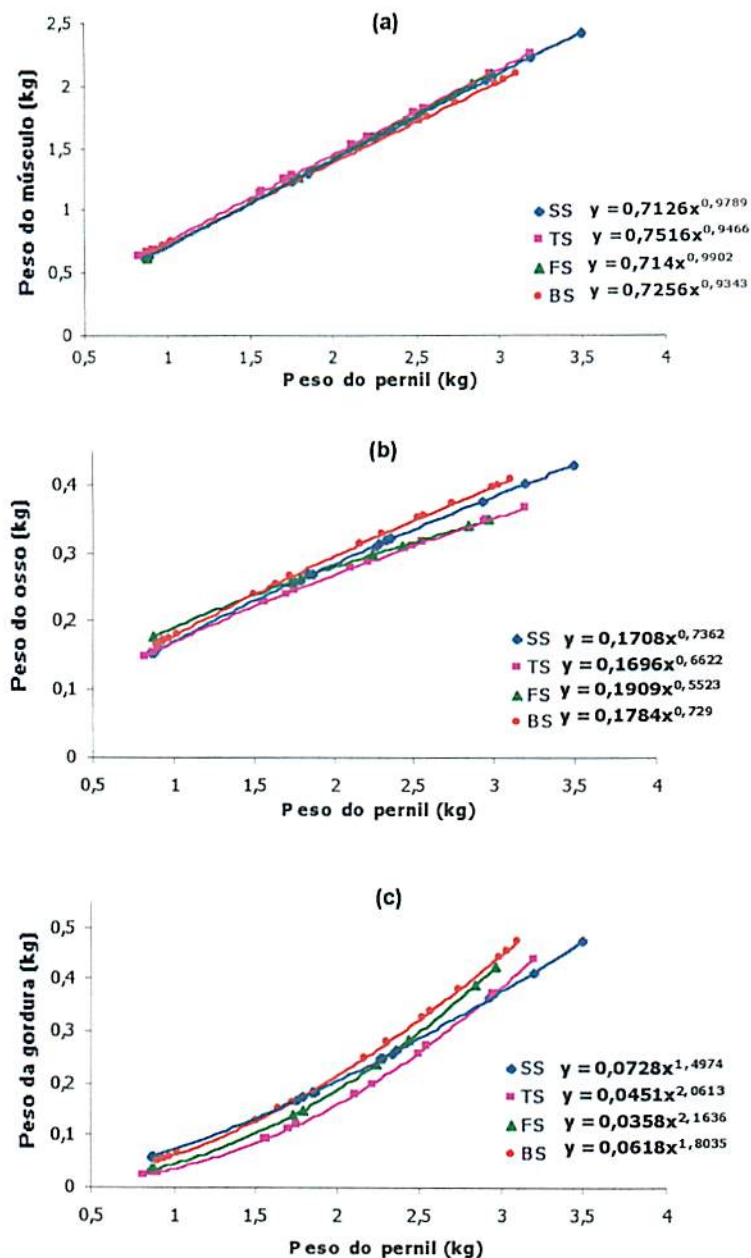 (a)
Peso do músculo (kg)
2,5
2
1,5
1
0,5
0
0,5 1 1,5 2 2,5 3 3,5 4
Peso do pernil (kg)
SS y = 0,7126x^0,9789
TS y = 0,7516x^0,9466
FS y = 0,714x^0,9902
BS y = 0,7256x^0,9343
(b)
Peso do osso (kg)
0,4
0,3
0,2
0,1
0
0,5 1 1,5 2 2,5 3 3,5 4
Peso do pernil (kg)
SS y = 0,1708x^0,7362
TS y = 0,1696x^0,6622
FS y = 0,1909x^0,5523
BS y = 0,1784x^0,729
(c)
Peso da gordura (kg)
0,5
0,4
0,3
0,2
0,1
0
0,5 1 1,5 2 2,5 3 3,5 4
Peso do pernil (kg)
SS y = 0,0728x^1,4974
TS y = 0,0451x^2,0613
FS y = 0,0358x^2,1636
BS y = 0,0618x^1,8035